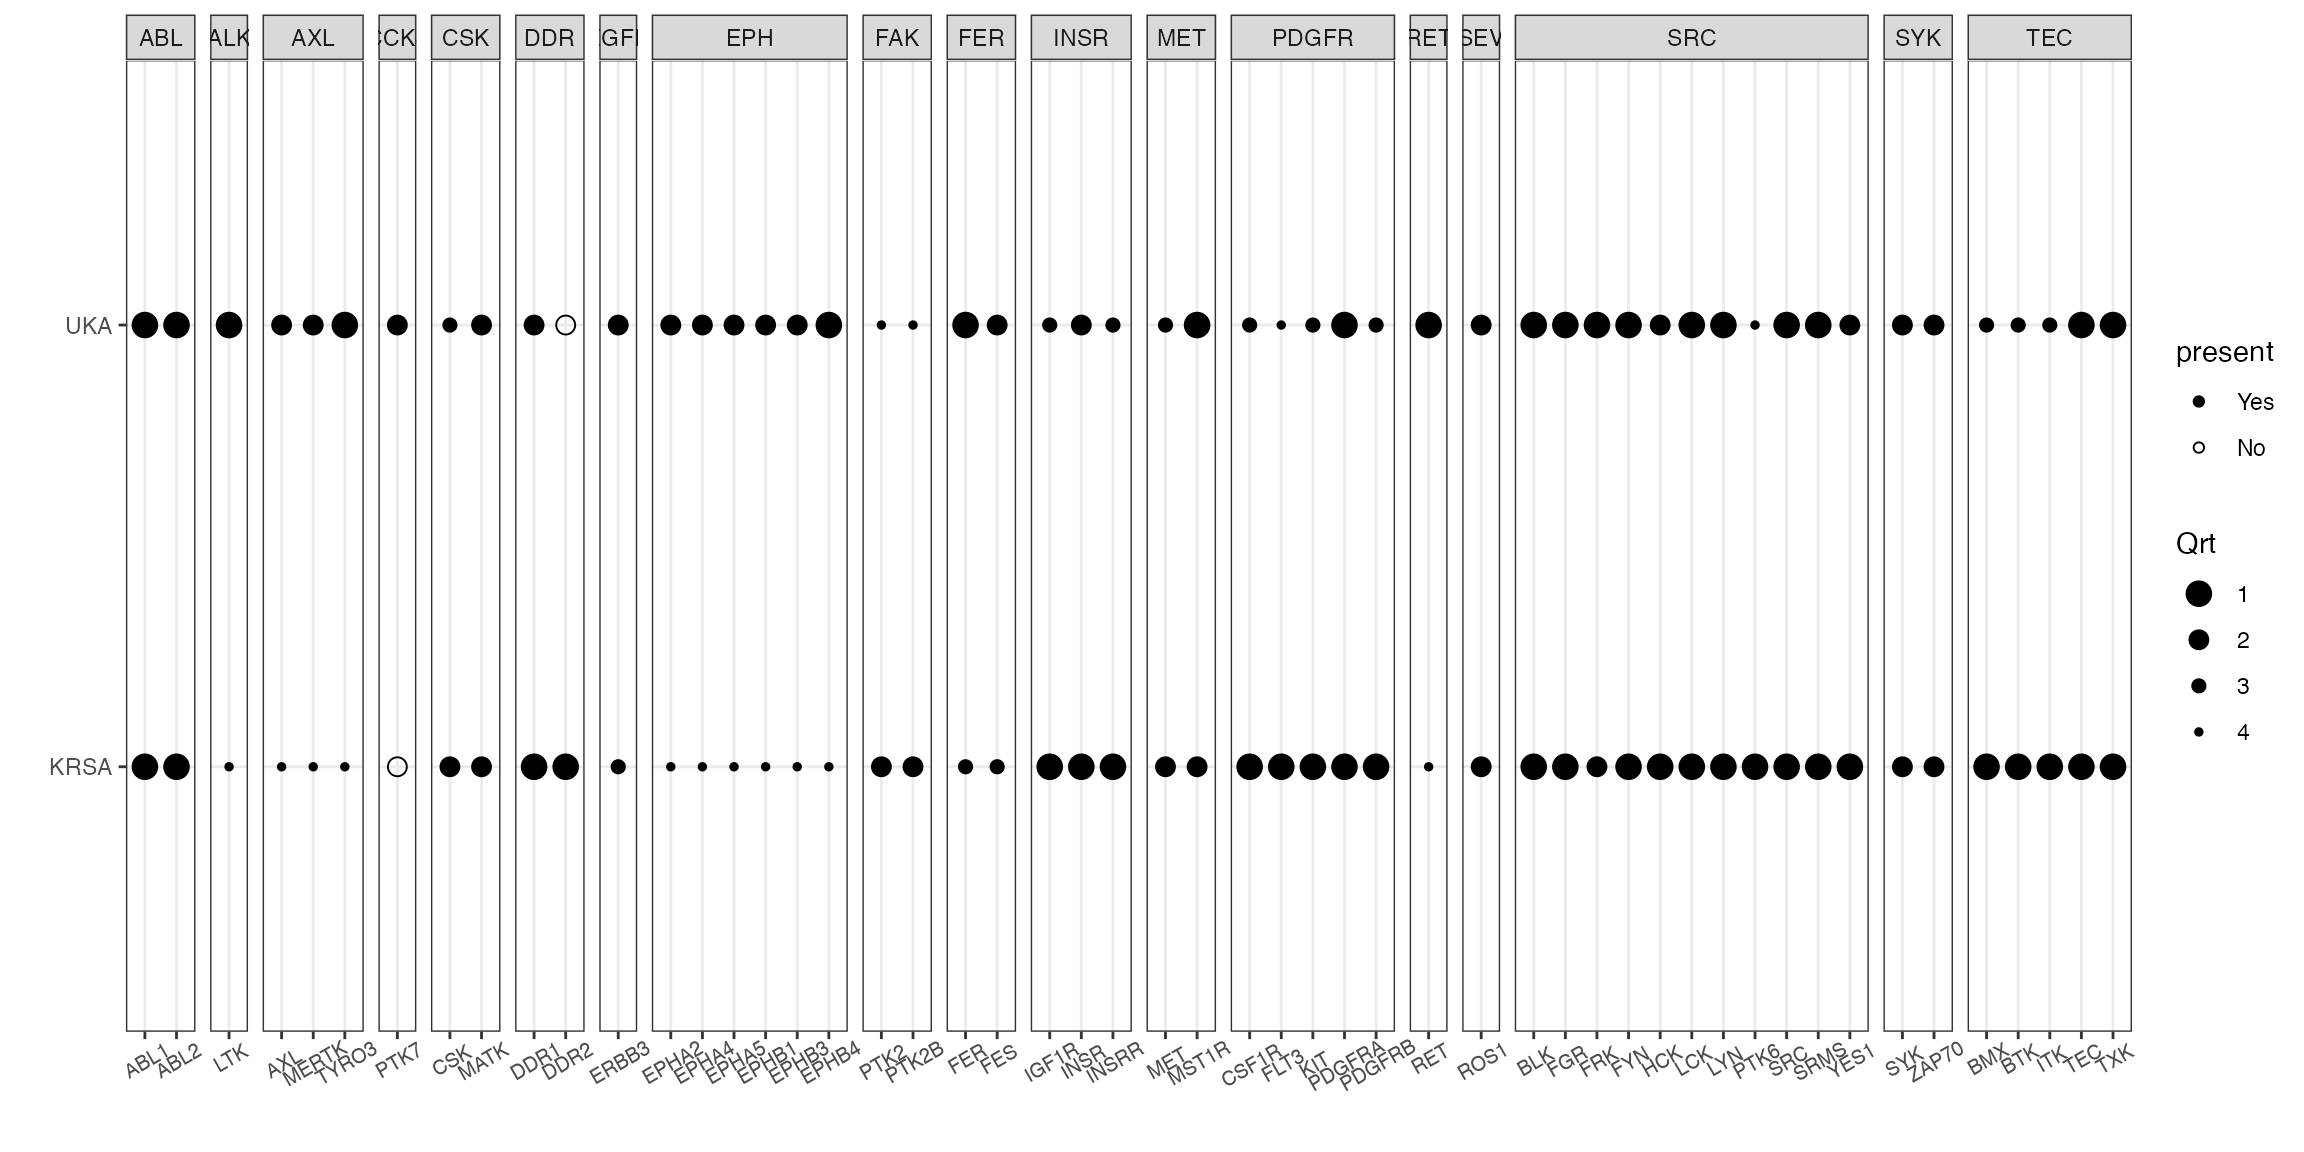 ABL ALK AXL CCK CSK DDR EGF EPH FAK FER INSR MET PDGFR RET SEV SRC SYK TEC
UKA
KRSA
ABL1 ABL2 LTK AXL MERTK TYRO3 PTK7 CSK MATK DDR1 DDR2 ERBB3 EPHA2 EPHA4 EPHA5 EPHB1 EPHB3 EPHB4 PTK2 PTK2B FER FES IGF1R INSR INSRR MET MST1R CSF1R FLT3 KIT PDGFRA PDGFRB RET ROS1 BLK FGR FRK FYN HCK LCK LYN PTK6 SRC SRMS YES1 SYK ZAP70 BMX BTK ITK TEC TXK
present
Yes
No
Qrt
1
2
3
4